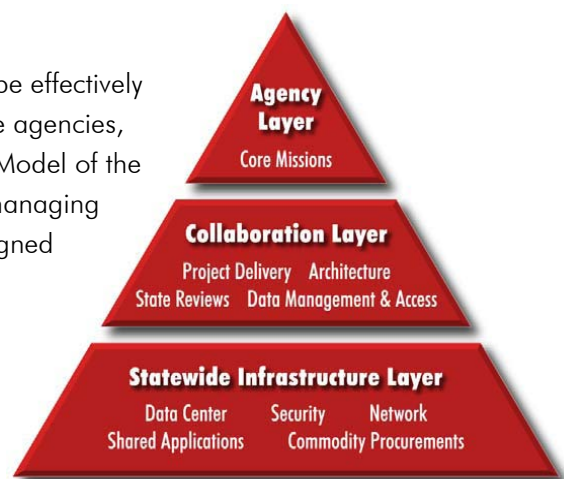 be effectively
e agencies,
Model of the
managing
gned
Agency
Layer
Core Missions
Collaboration Layer
Project Delivery Architecture
State Reviews Data Management & Access
Statewide Infrastructure Layer
Data Center Security Network
Shared Applications Commodity Procurements